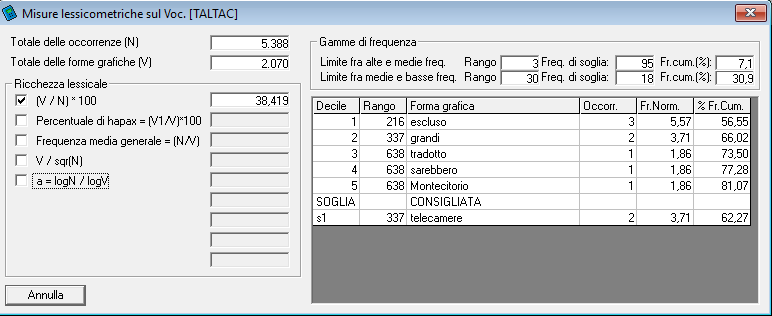 Misure lessicometriche sul Voc. [TALTAC]
Totale delle occorrenze (N) 5.388
Totale delle forme grafiche (V) 2.070
Ricchezza lessicale
(V / N) * 100 38,419
Percentuale di hapax = (V1/V)*100
Frequenza media generale = (N/V)
V / sqr(N)
a = logN / logV
Annulla
Gamme di frequenza
Limite fra alte e medie freq. Rango 3 Freq. di soglia: 95 Fr.cum.(%): 7,1
Limite fra medie e basse freq. Rango 30 Freq. di soglia: 18 Fr.cum.(%): 30,9
Decile Rango Forma grafica Occorr. Fr.Norm. % Fr.Cum.
1 216 escluso 3 5,57 56,55
2 337 grandi 2 3,71 66,02
3 638 tradotto 1 1,86 73,50
4 638 sarebbero 1 1,86 77,28
5 638 Montecitorio 1 1,86 81,07
SOGLIA CONSIGLIATA
s1 337 telecamere 2 3,71 62,27